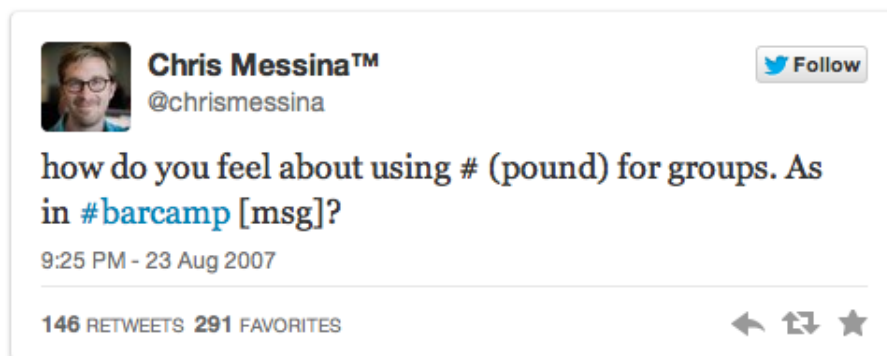 Chris Messina™
Follow
@chrismessina
how do you feel about using # (pound) for groups. As
in #barcamp [msg]?
9:25 PM - 23 Aug 2007
146 RETWEETS 291 FAVORITES